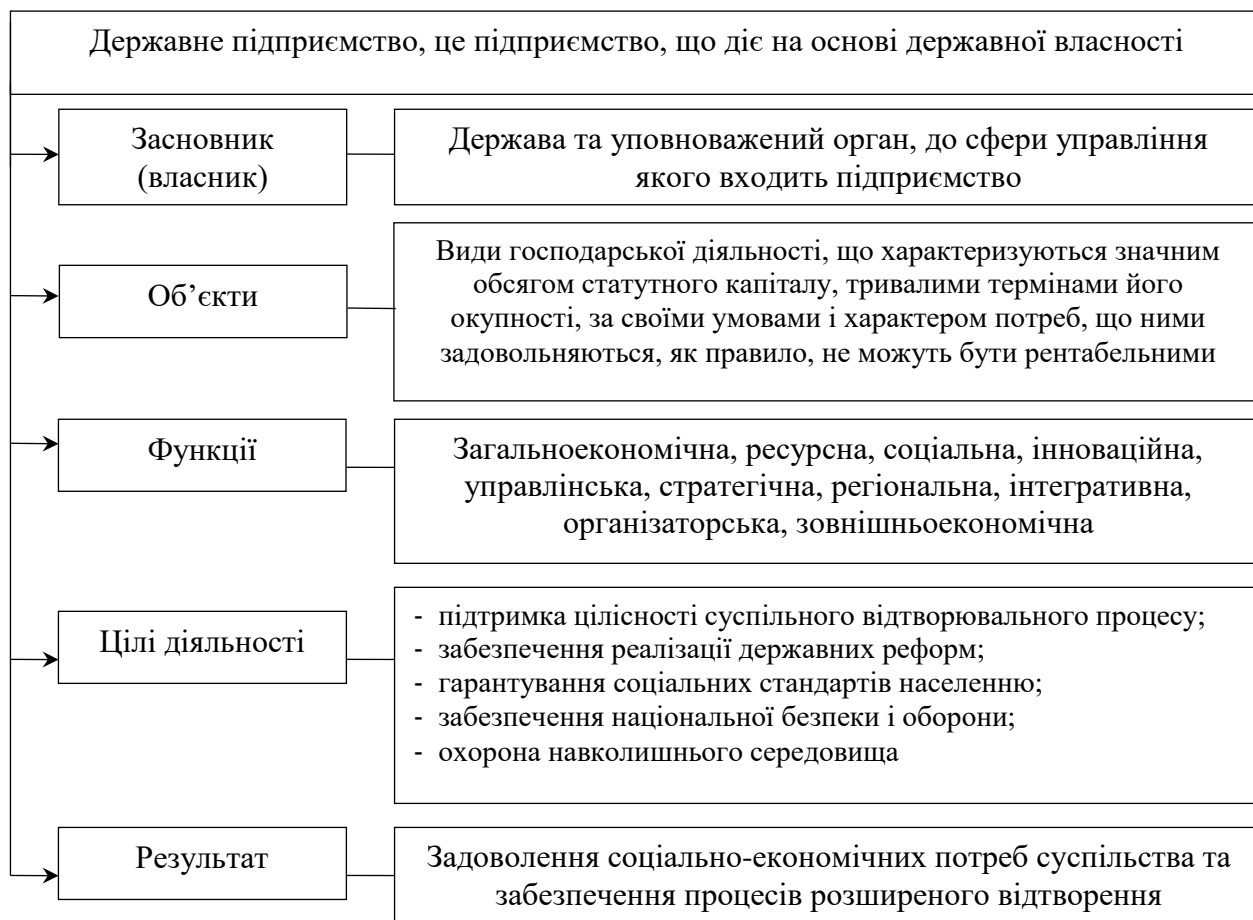 Державне підприємство, це підприємство, що діє на основі державної власності
Засновник
(власник)
Держава та уповноважений орган, до сфери управління
якого входить підприємство
Об’єкти
Види господарської діяльності, що характеризуються значним
обсягом статутного капіталу, тривалими термінами його
окупності, за своїми умовами і характером потреб, що ними
задовольняються, як правило, не можуть бути рентабельними
Функції
Загальноекономічна, ресурсна, соціальна, інноваційна,
управлінська, стратегічна, регіональна, інтегративна,
організаторська, зовнішньоекономічна
Цілі діяльності
- підтримка цілісності суспільного відтворювального процесу;
- забезпечення реалізації державних реформ;
- гарантування соціальних стандартів населенню;
- забезпечення національної безпеки і оборони;
- охорона навколишнього середовища
Результат
Задоволення соціально-економічних потреб суспільства та
забезпечення процесів розширеного відтворення